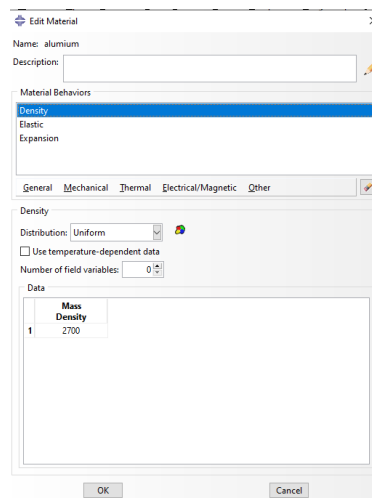 Edit Material
Name: alumium
Description:
Material Behaviors
Density
Elastic
Expansion
General Mechanical Thermal Electrical/Magnetic Other
Density
Distribution: Uniform
Use temperature-dependent data
Number of field variables: 0
Data
Mass
Density
1 2700
OK Cancel